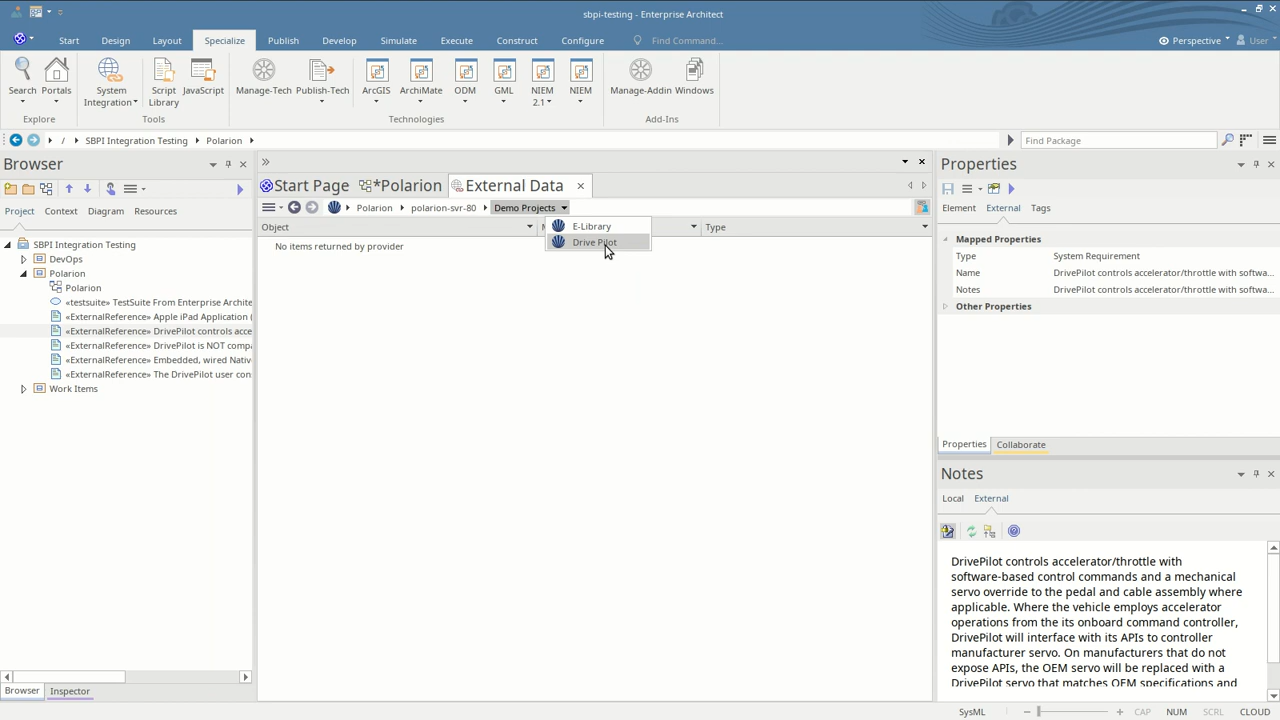 sbpi-testing - Enterprise Architect
Start Design Layout Specialize Publish Develop Simulate Execute Construct Configure Find Command... Perspective User
Search Portals System Integration Script Library JavaScript Manage-Tech Publish-Tech ArcGIS ArchiMate ODM GML NIEM 2.1 NIEM Manage-Addin Windows
Explore Tools Technologies Add-Ins
/ SBPI Integration Testing Polarion Find Package
Browser
Project Context Diagram Resources
SBPI Integration Testing
DevOps
Polarion
Polarion
«testsuite» TestSuite From Enterprise Archite
«ExternalReference» Apple iPad Application (
«ExternalReference» DrivePilot controls acce
«ExternalReference» DrivePilot is NOT compa
«ExternalReference» Embedded, wired Nativ
«ExternalReference» The DrivePilot user con
Work Items
Browser Inspector
Start Page *Polarion External Data
Polarion polarion-svr-80 Demo Projects
Object Type
No items returned by provider
E-Library
Drive Pilot
Properties
Element External Tags
Mapped Properties
Type System Requirement
Name DrivePilot controls accelerator/throttle with softwa...
Notes DrivePilot controls accelerator/throttle with softwa...
Other Properties
Properties Collaborate
Notes
Local External
DrivePilot controls accelerator/throttle with
software-based control commands and a mechanical
servo override to the pedal and cable assembly where
applicable. Where the vehicle employs accelerator
operations from the its onboard command controller,
DrivePilot will interface with its APIs to controller
manufacturer servo. On manufacturers that do not
expose APIs, the OEM servo will be replaced with a
DrivePilot servo that matches OEM specifications and
SysML CAP NUM SCRL CLOUD